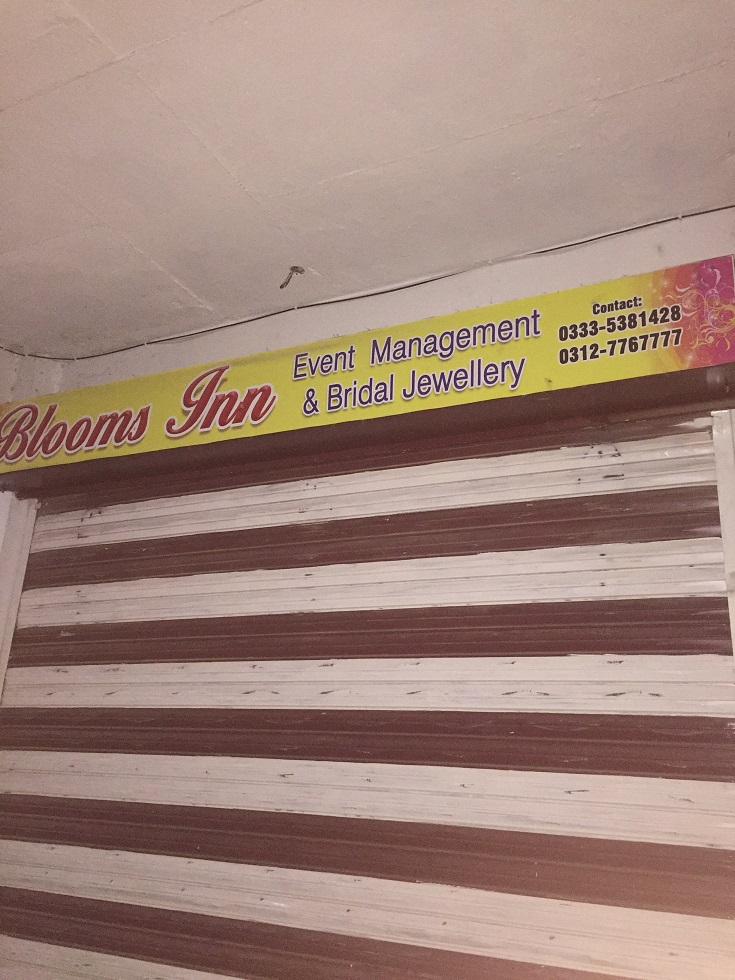 Blooms Inn
Event Management
& Bridal Jewellery
Contact:
0333-5381428
0312-7767777